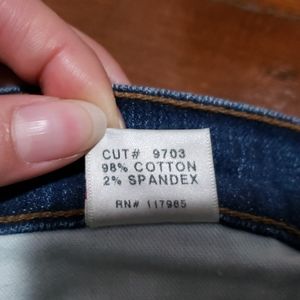 CUT# 9703
98% COTTON
2% SPANDEX
RN# 117985